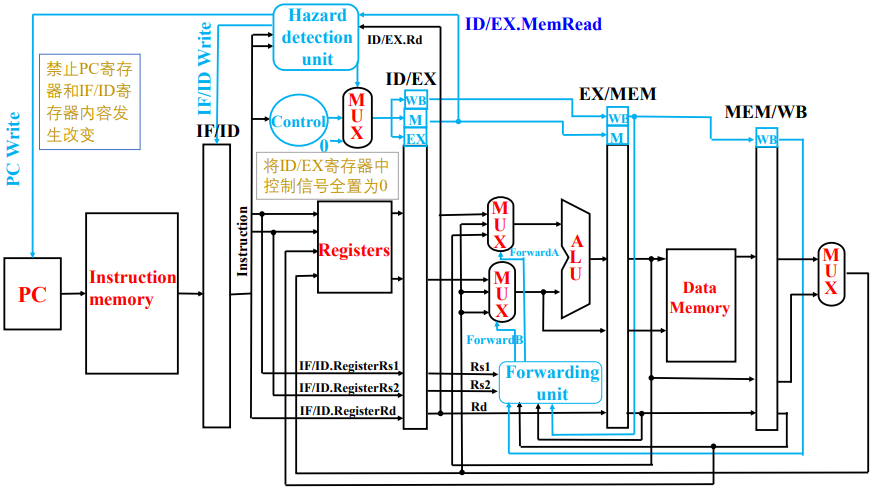 Hazard
detection
unit
ID/EX.MemRead
ID/EX.Rd
禁止PC寄存
器和IF/ID寄
存器内容发
生改变
PC Write
IF/ID Write
IF/ID
Control
0
MUX
ID/EX
WB
M
EX
EX/MEM
WB
M
MEM/WB
WB
将ID/EX寄存器中
控制信号全置为0
PC
Instruction
memory
Instruction
Registers
MUX
ForwardA
MUX
ForwardB
ALU
Data
Memory
MUX
IF/ID.RegisterRs1
IF/ID.RegisterRs2
IF/ID.RegisterRd
Rs1
Rs2
Rd
Forwarding
unit